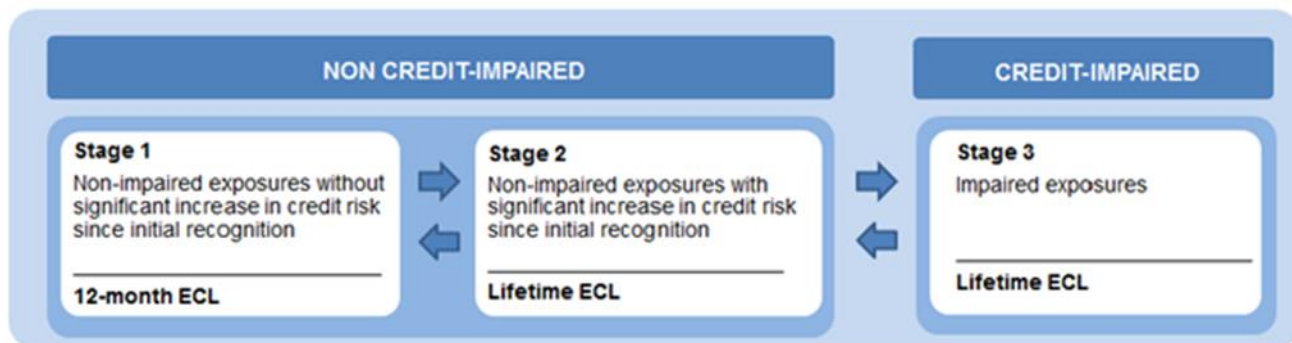 NON CREDIT-IMPAIRED
CREDIT-IMPAIRED
Stage 1
Non-impaired exposures without
significant increase in credit risk
since initial recognition
12-month ECL
Stage 2
Non-impaired exposures with
significant increase in credit risk
since initial recognition
Lifetime ECL
Stage 3
Impaired exposures
Lifetime ECL